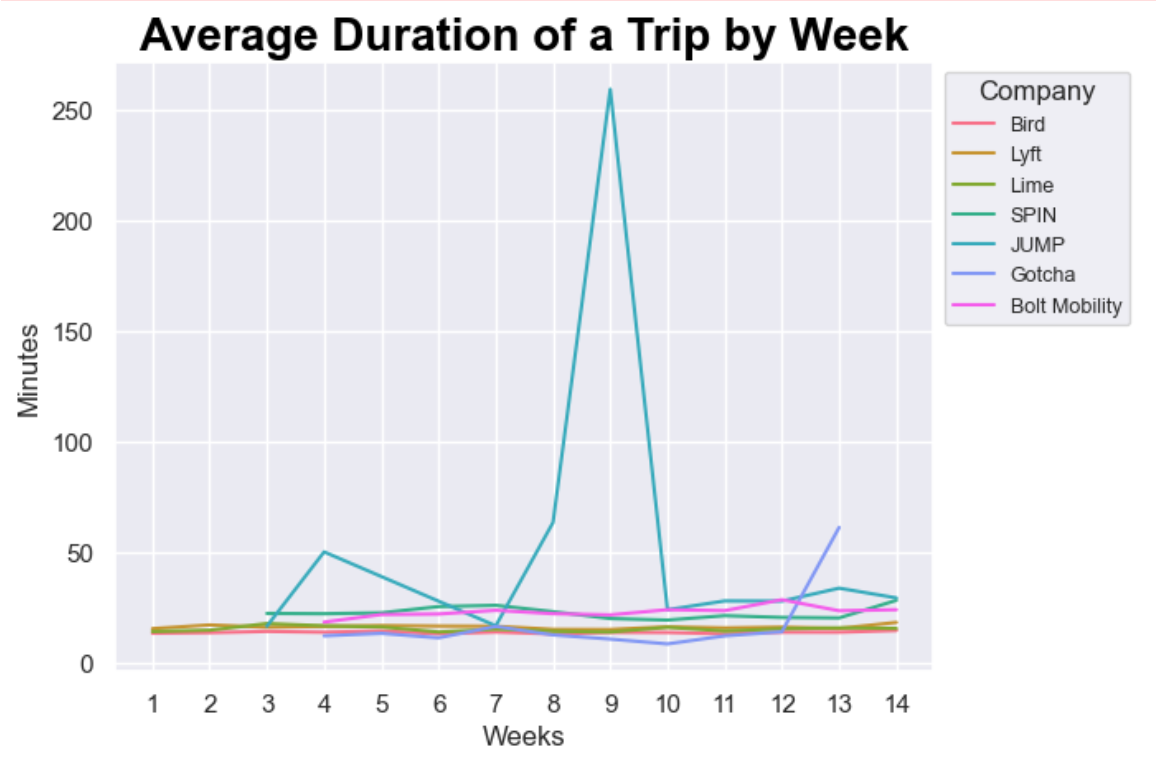 Average Duration of a Trip by Week
Company
Bird
Lyft
Lime
SPIN
JUMP
Gotcha
Bolt Mobility
Minutes
250
200
150
100
50
0
1 2 3 4 5 6 7 8 9 10 11 12 13 14
Weeks